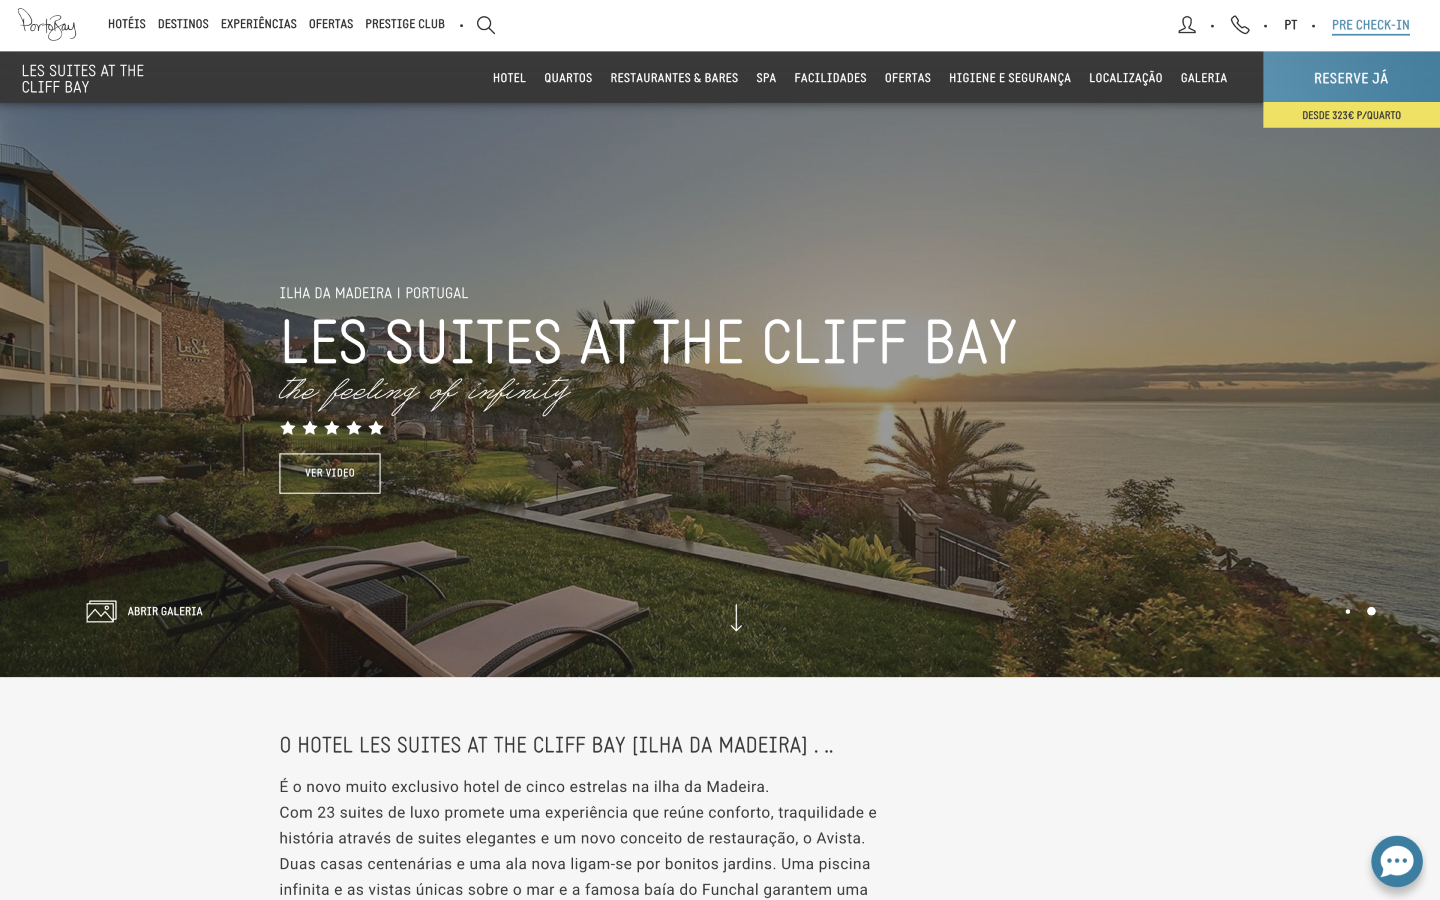 PortoBay
HOTÉIS DESTINOS EXPERIÊNCIAS OFERTAS PRESTIGE CLUB
PT
PRE CHECK-IN
LES SUITES AT THE
CLIFF BAY
HOTEL QUARTOS RESTAURANTES & BARES SPA FACILIDADES OFERTAS HIGIENE E SEGURANÇA LOCALIZAÇÃO GALERIA
RESERVE JÁ
DESDE 323€ P/QUARTO
ILHA DA MADEIRA | PORTUGAL
LES SUITES AT THE CLIFF BAY
the feeling of infinity
VER VIDEO
ABRIR GALERIA
O HOTEL LES SUITES AT THE CLIFF BAY [ILHA DA MADEIRA] . ..
É o novo muito exclusivo hotel de cinco estrelas na ilha da Madeira.
Com 23 suites de luxo promete uma experiência que reúne conforto, traquilidade e
história através de suites elegantes e um novo conceito de restauração, o Avista.
Duas casas centenárias e uma ala nova ligam-se por bonitos jardins. Uma piscina
infinita e as vistas únicas sobre o mar e a famosa baía do Funchal garantem uma